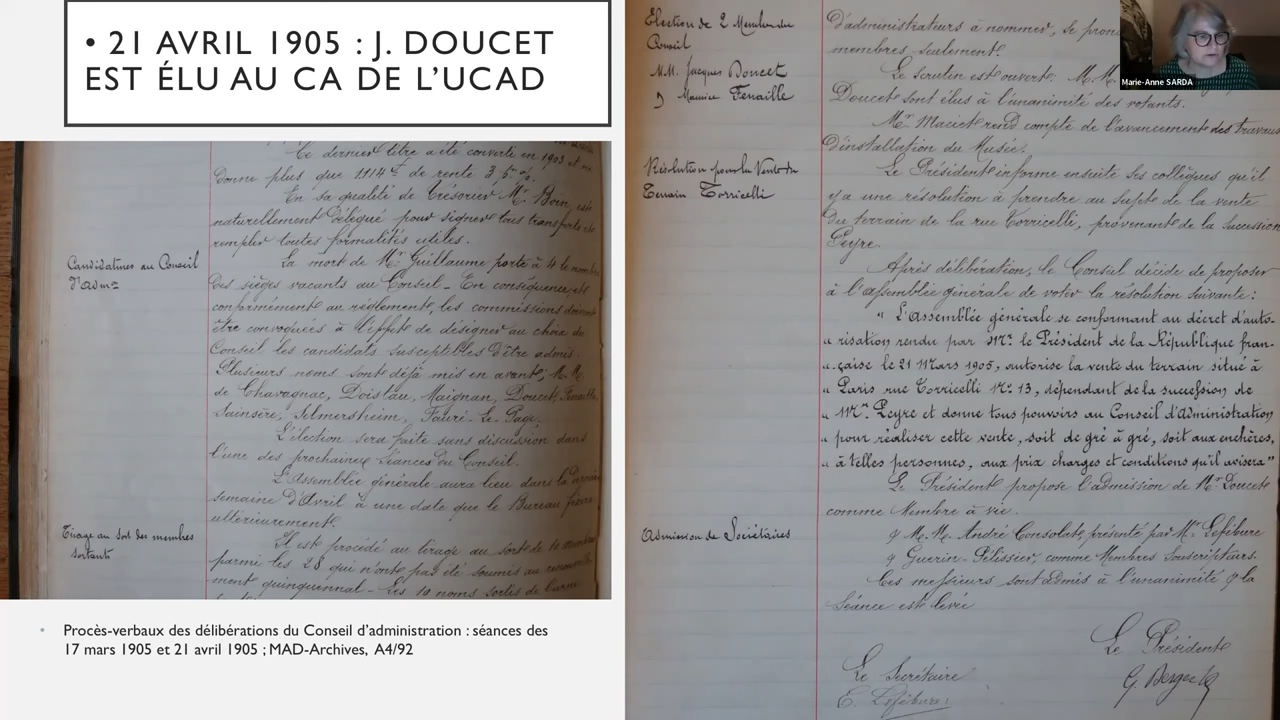 • 21 AVRIL 1905 : J. DOUCET
EST ÉLU AU CA DE L'UCAD
Ce dernier titre a été converti en 1903 et ne
donne plus que 1114 de rente 3 %.
En sa qualité de Trésorier Mr. Boin, est
naturellement délégué pour signer tous transferts et
remplir toutes formalités utiles.
Candidatures au Conseil
d'Adm
La mort de Mr Guillaume porte à 4 le nombre
des sièges vacants au Conseil - En conséquence, et
conformément au règlement, les commissions doivent
être convoquées à l'effet de désigner au choix du
Conseil les candidats susceptibles d'être admis.
Plusieurs noms sont déjà mis en avant; M.M.
de Chavagnac, Doistau, Maignan, Doucet, Fenaille,
Sainsère, Selmersheim, Fauré-Le-Page.
L'élection sera faite sans discussion dans
l'une des prochaines séances du Conseil.
L'Assemblée générale aura lieu dans la
semaine d'Avril à une date que le Bureau fixera
ultérieurement.
Tirage au sort des membres
sortants
Il est procédé au tirage au sort de 10 membres
parmi les 28 qui n'ont pas été soumis au
ment quinquennal - Les 10 noms sortis de l'urne
Procès-verbaux des délibérations du Conseil d'administration : séances des
17 mars 1905 et 21 avril 1905 ; MAD-Archives, A4/92
Election de 2 Membres du
Conseil
M.M. Jacques Doucet
Maurice Fenaille
d'administrateurs à nommer, se
membres seulement.
Le scrutin est ouvert. M.M.
Doucet sont élus à l'unanimité des votants.
Mr. Maciet rend compte de l'avancement des travaux
d'installation du Musée.
Résolution pour la Vente du
Terrain Torricelli
Le Président informe ensuite ses collègues qu'il
y a une résolution à prendre au sujet de la vente
du terrain de la rue Torricelli, provenant de la succession
Peyre.
Après délibération, le Conseil décide de proposer
à l'assemblée générale de voter la résolution suivante :
" L'Assemblée générale se conformant au décret d'auto-
" risation rendu par Mr. le Président de la République fran-
" çaise le 21 Mars 1905, autorise la vente du terrain situé à
" Paris rue Torricelli No. 13, dépendant de la succession de
" Mr. Peyre et donne tous pouvoirs au Conseil d'Administration
" pour réaliser cette vente, soit de gré à gré, soit aux enchères,
" à telles personnes, aux prix charges et conditions qu'il avisera"
Le Président propose l'admission de Mr Doucet
comme Membre à vie.
Admission de Sociétaires
M.M. André Consolat, présenté par Mr. Lefébure
Guerin-Pélissier, comme Membres Souscripteurs.
Ces messieurs sont admis à l'unanimité & la
séance est levée
Le Président
G. Berger
Le Secrétaire
E. Lefébure
Marie-Anne SARDA